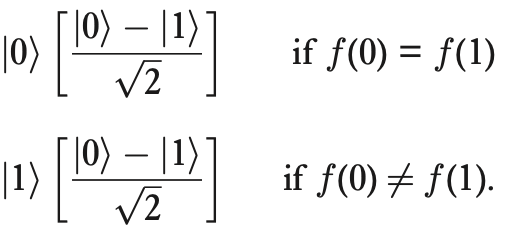 |0⟩ [ (|0⟩ − |1⟩) / √2 ] if f(0) = f(1)
|1⟩ [ (|0⟩ − |1⟩) / √2 ] if f(0) ≠ f(1).